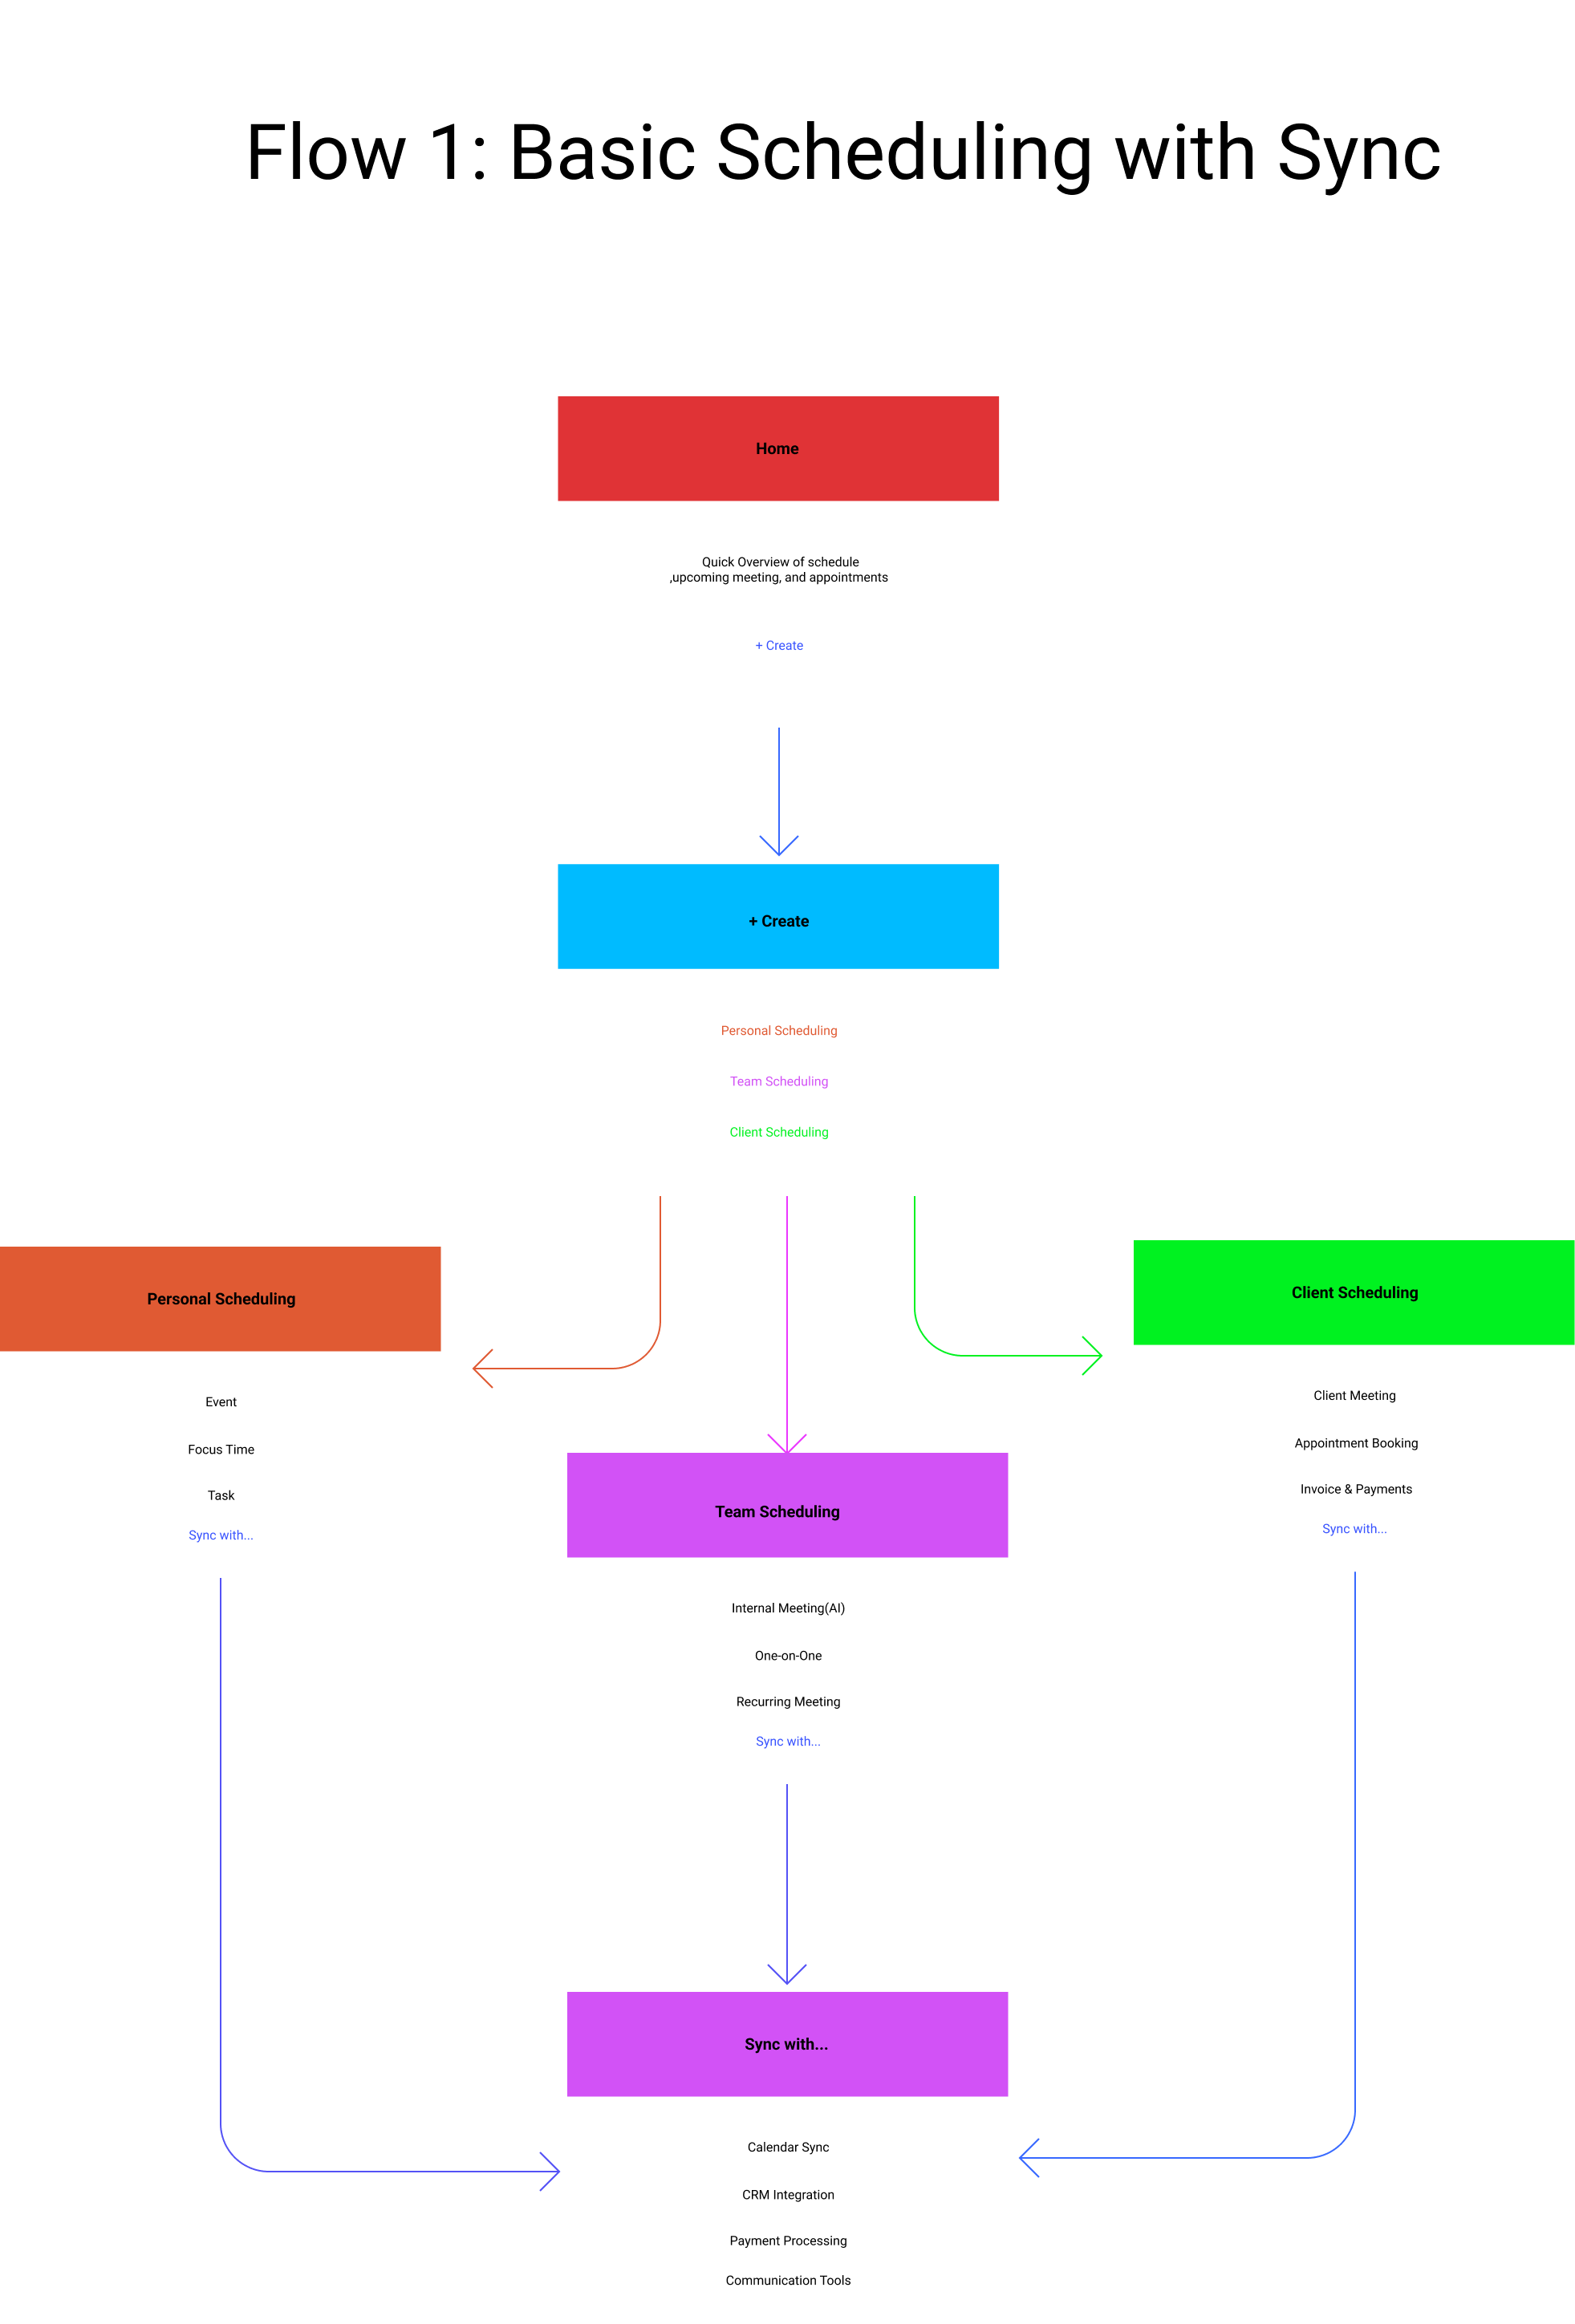 Flow 1: Basic Scheduling with Sync
Home
Quick Overview of schedule
,upcoming meeting, and appointments
+ Create
+ Create
Personal Scheduling
Team Scheduling
Client Scheduling
Personal Scheduling
Event
Focus Time
Task
Sync with...
Client Scheduling
Client Meeting
Appointment Booking
Invoice & Payments
Sync with...
Team Scheduling
Internal Meeting(AI)
One-on-One
Recurring Meeting
Sync with...
Sync with...
Calendar Sync
CRM Integration
Payment Processing
Communication Tools